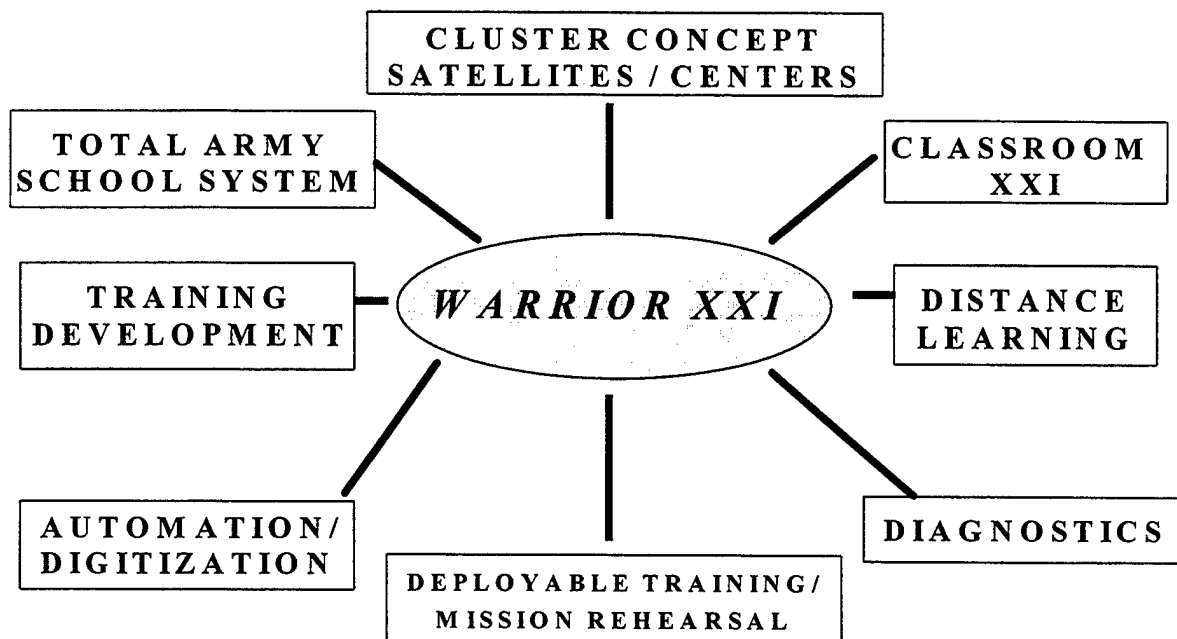 CLUSTER CONCEPT
SATELLITES / CENTERS
TOTAL ARMY
SCHOOL SYSTEM
CLASSROOM
XXI
TRAINING
DEVELOPMENT
WARRIOR XXI
DISTANCE
LEARNING
AUTOMATION/
DIGITIZATION
DEPLOYABLE TRAINING/
MISSION REHEARSAL
DIAGNOSTICS